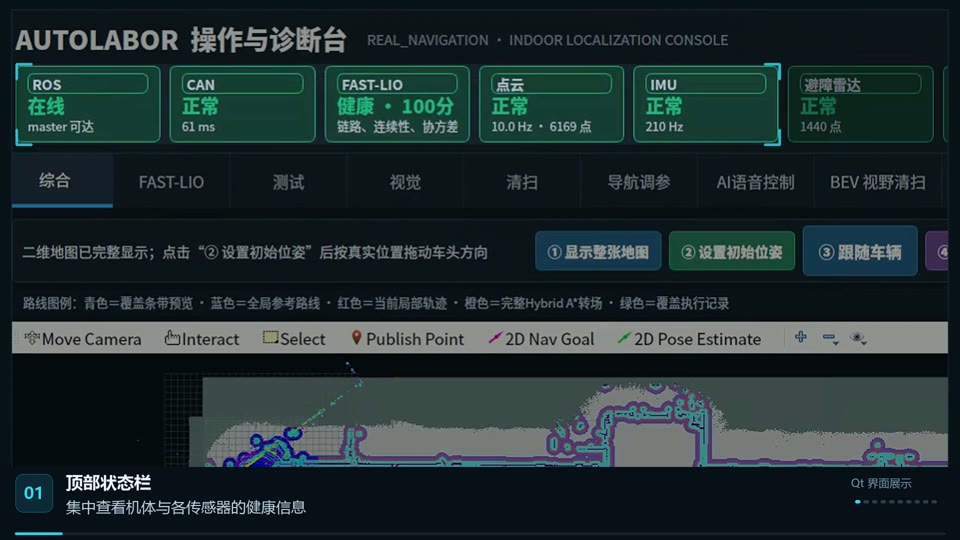 AUTOLABOR 操作与诊断台 REAL_NAVIGATION · INDOOR LOCALIZATION CONSOLE
ROS CAN FAST-LIO 点云 IMU 避障雷达
在线 正常 健康 · 100分 正常 正常 正常
master 可达 61 ms 链路、连续性、协方差 10.0 Hz · 6169 点 210 Hz 1440 点
综合 FAST-LIO 测试 视觉 清扫 导航调参 AI语音控制 BEV 视野清扫
二维地图已完整显示；点击“② 设置初始位姿”后按真实位置拖动车头方向 ① 显示整张地图 ② 设置初始位姿 ③ 跟随车辆 ④
路线图例：青色＝覆盖条带预览 · 蓝色＝全局参考路线 · 红色＝当前局部轨迹 · 橙色＝完整Hybrid A*转场 · 绿色＝覆盖执行记录
Move Camera Interact Select Publish Point 2D Nav Goal 2D Pose Estimate
01 顶部状态栏 Qt 界面展示
集中查看机体与各传感器的健康信息